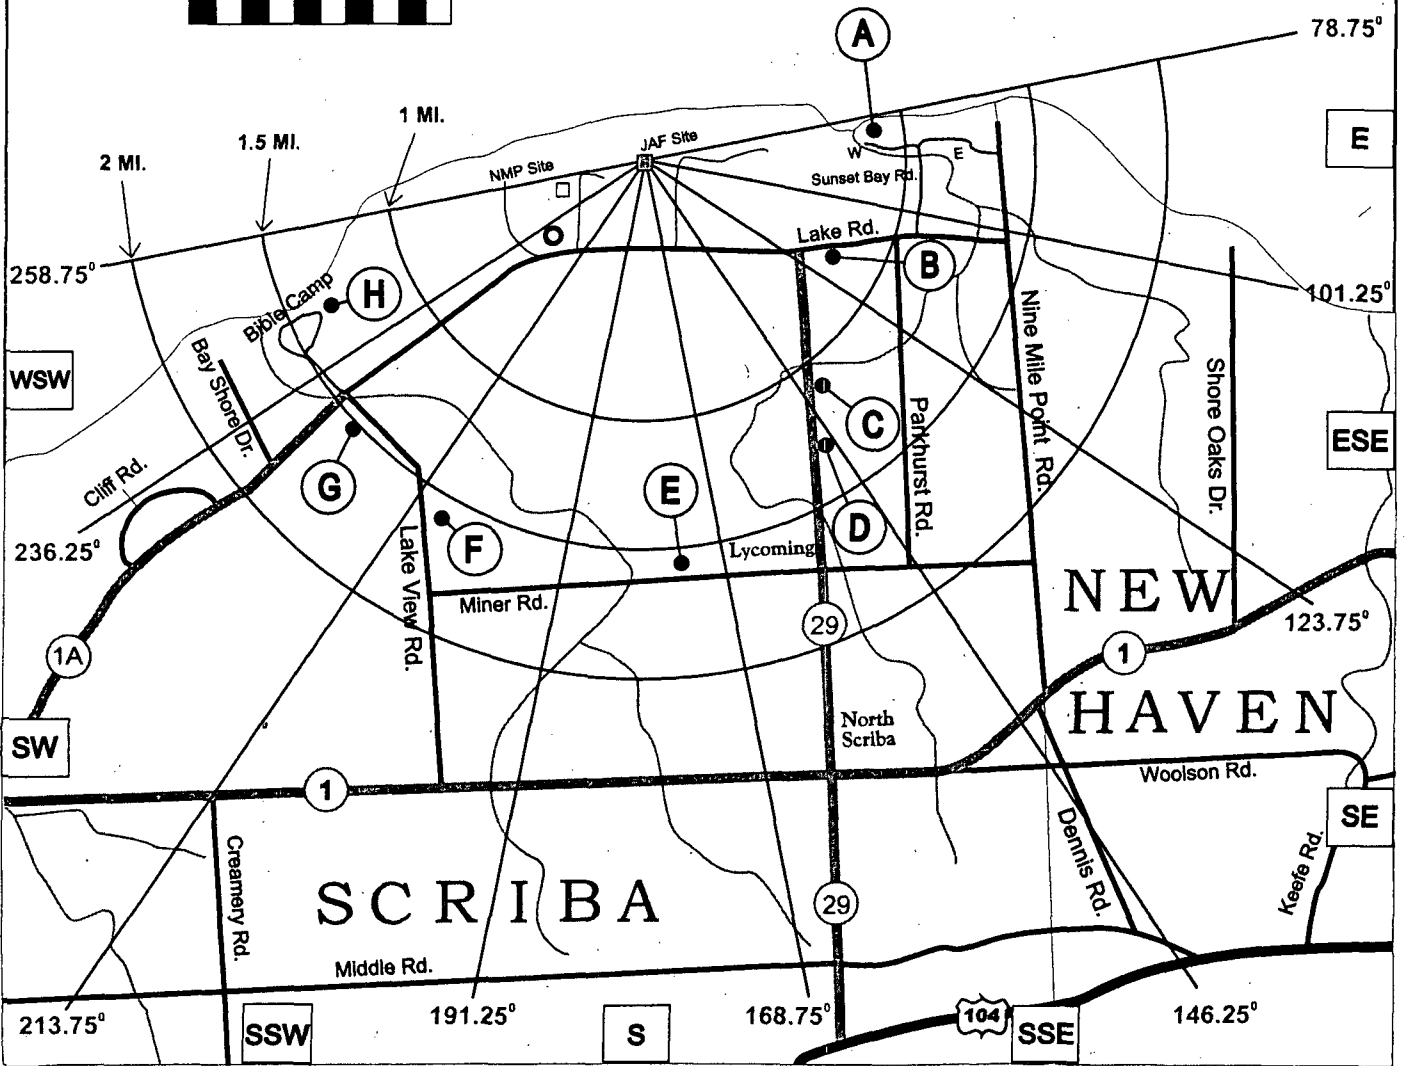 A
78.75°
1 MI.
1.5 MI.
2 MI.
E
JAF Site
NMP Site
W
E
Sunset Bay Rd.
Lake Rd.
B
258.75°
101.25°
Bible Camp
H
Nine Mile Point Rd.
WSW
Bay Shore Dr.
Shore Oaks Dr.
C
Parkhurst Rd.
ESE
Cliff Rd.
G
E
D
236.25°
F
Lycoming
Lake View Rd.
Miner Rd.
NEW
29
123.75°
1A
1
HAVEN
SW
North
Scriba
Woolson Rd.
1
SE
Creamery Rd.
Dennis Rd.
Keefe Rd.
SCRIBA
29
Middle Rd.
213.75°
SSW
191.25°
S
168.75°
104
SSE
146.25°